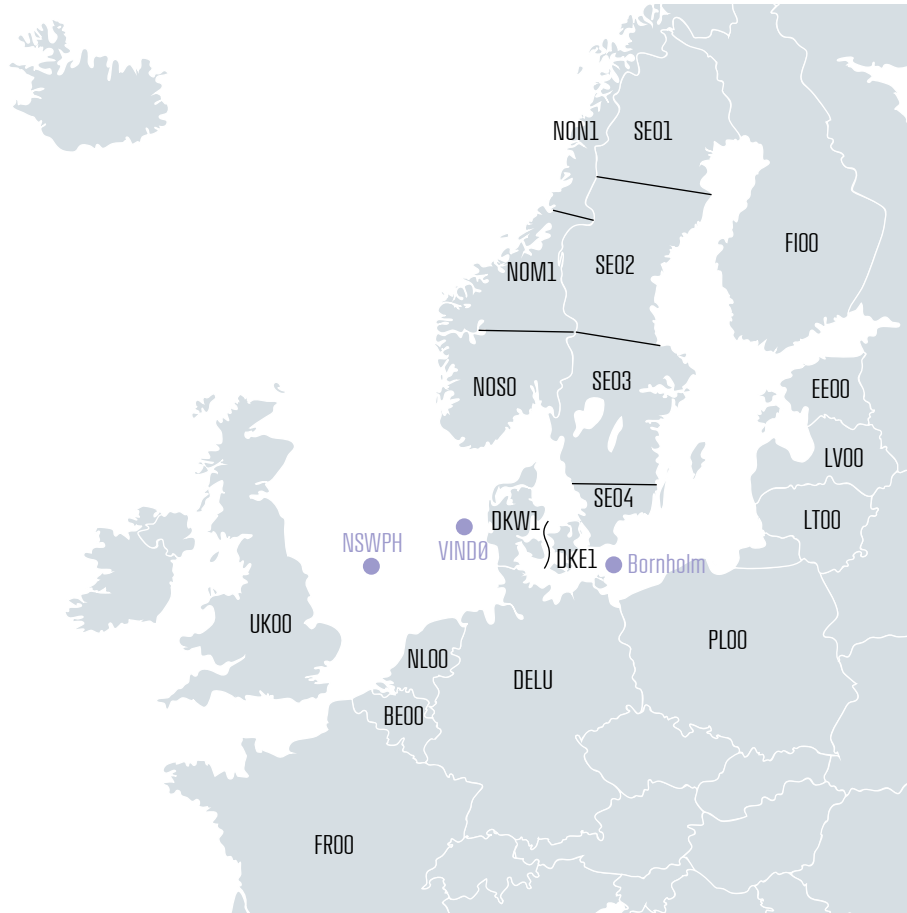 NON1
SE01
FI00
SE02
NOM1
SE03
NOS0
EE00
LV00
SE04
DKW1
LT00
NSWPH
VINDØ
DKE1
Bornholm
UK00
PL00
NL00
DELU
BE00
FR00